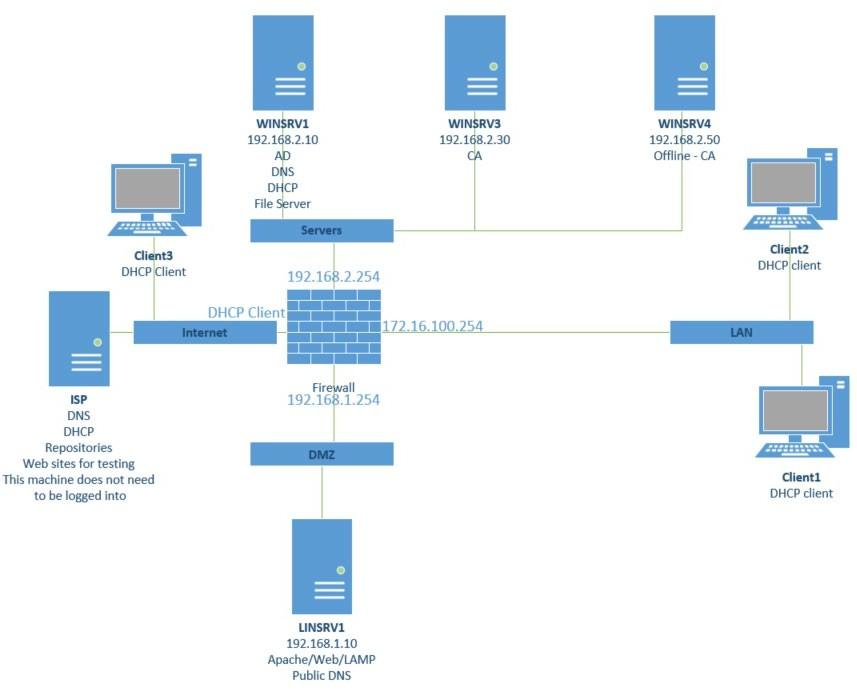 WINSRV1
192.168.2.10
AD
DNS
DHCP
File Server
WINSRV3
192.168.2.30
CA
WINSRV4
192.168.2.50
Offline - CA
Client3
DHCP Client
Servers
Client2
DHCP client
192.168.2.254
DHCP Client
Internet
172.16.100.254
LAN
Firewall
192.168.1.254
ISP
DNS
DHCP
Repositories
Web sites for testing
This machine does not need
to be logged into
DMZ
Client1
DHCP client
LINSRV1
192.168.1.10
Apache/Web/LAMP
Public DNS